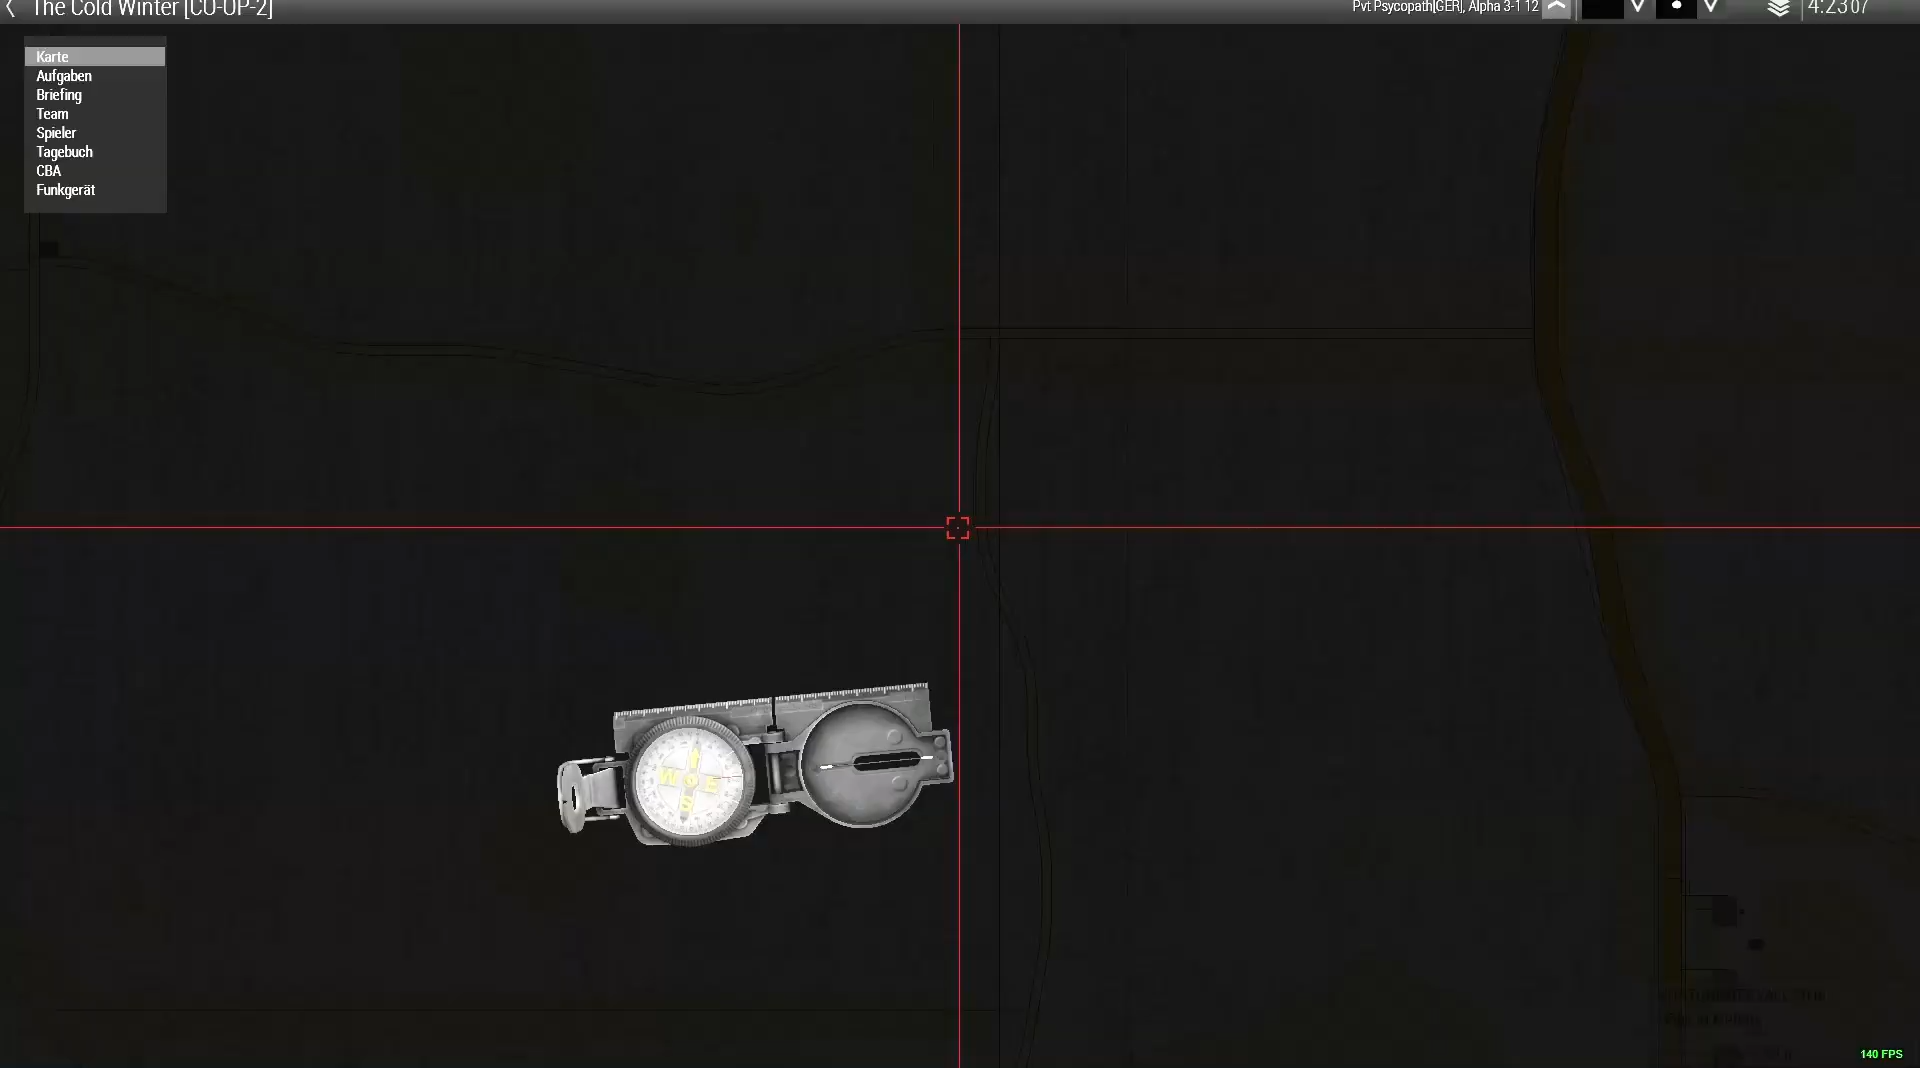 The Cold Winter [CO-OP-2]
Pvt Psycopath[GER], Alpha 3-1 12
4:23 07
Karte
Aufgaben
Briefing
Team
Spieler
Tagebuch
CBA
Funkgerät
W
E
S
140 FPS